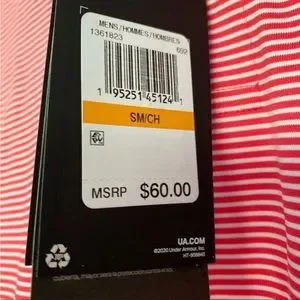 MENS/HOMMES/HOMBRES
1361823 692
1 95251 45124 1
SM/CH
MSRP $60.00
UA.COM
©2020 Under Armour, Inc.